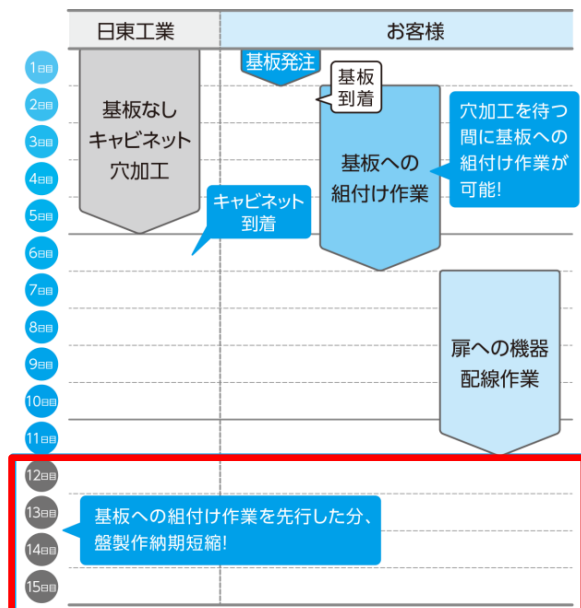 日東工業
お客様
1日目
基板発注
基板
到着
2日目
基板なし
キャビネット
穴加工
穴加工を待つ
間に基板への
組付け作業が
可能!
3日目
基板への
組付け作業
4日目
キャビネット
到着
5日目
6日目
7日目
8日目
扉への機器
配線作業
9日目
10日目
11日目
12日目
13日目
基板への組付け作業を先行した分、
盤製作納期短縮!
14日目
15日目